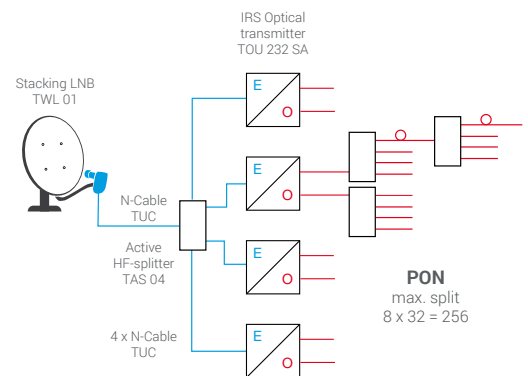 IRS Optical
transmitter
TOU 232 SA
Stacking LNB
TWL 01
E
O
E
O
N-Cable
TUC
Active
HF-splitter
TAS 04
E
O
PON
max. split
8 x 32 = 256
4 x N-Cable
TUC
E
O